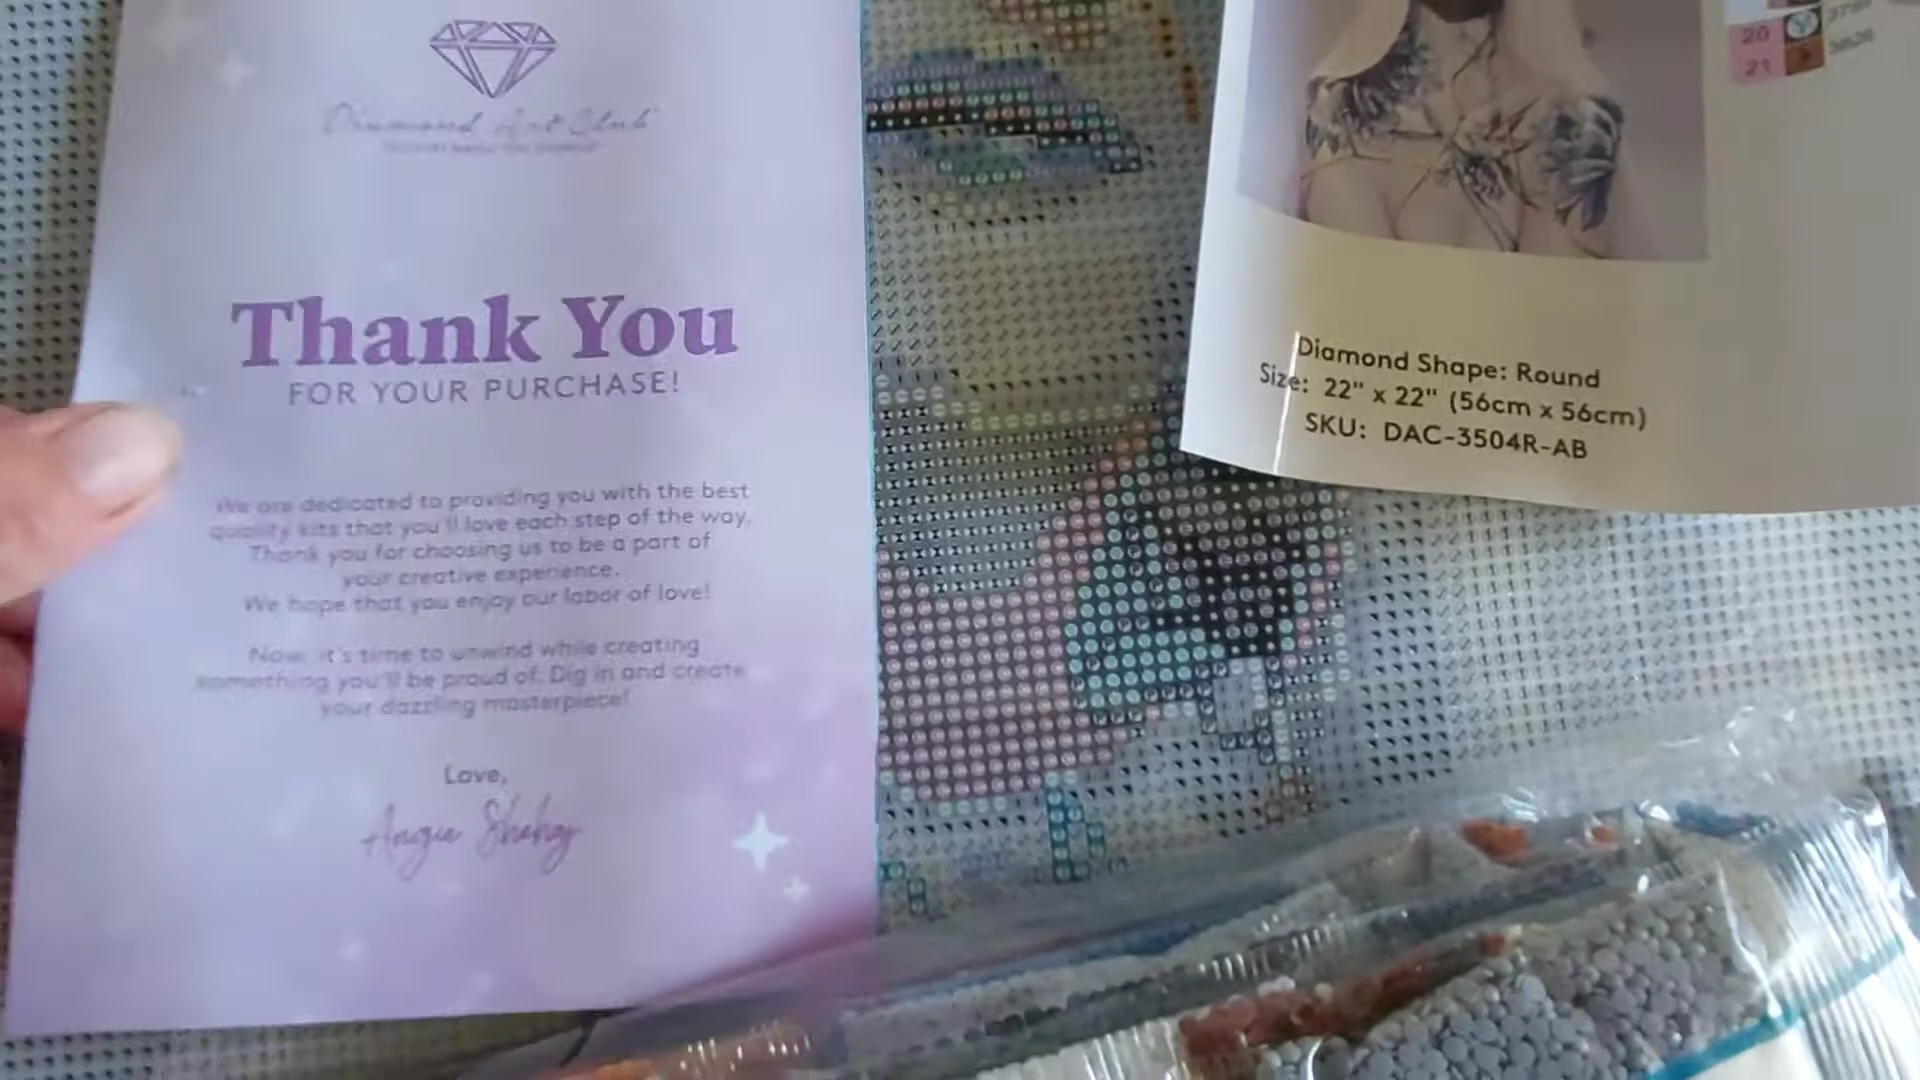 Diamond Art Club
Thank You
FOR YOUR PURCHASE!
We are dedicated to providing you with the best
quality kits that you'll love each step of the way.
Thank you for choosing us to be a part of
your creative experience.
We hope that you enjoy our labor of love!
Now, it's time to unwind while creating
something you'll be proud of. Dig in and create
your dazzling masterpiece!
Love,
Angie
20
21
Diamond Shape: Round
Size: 22" x 22" (56cm x 56cm)
SKU: DAC-3504R-AB